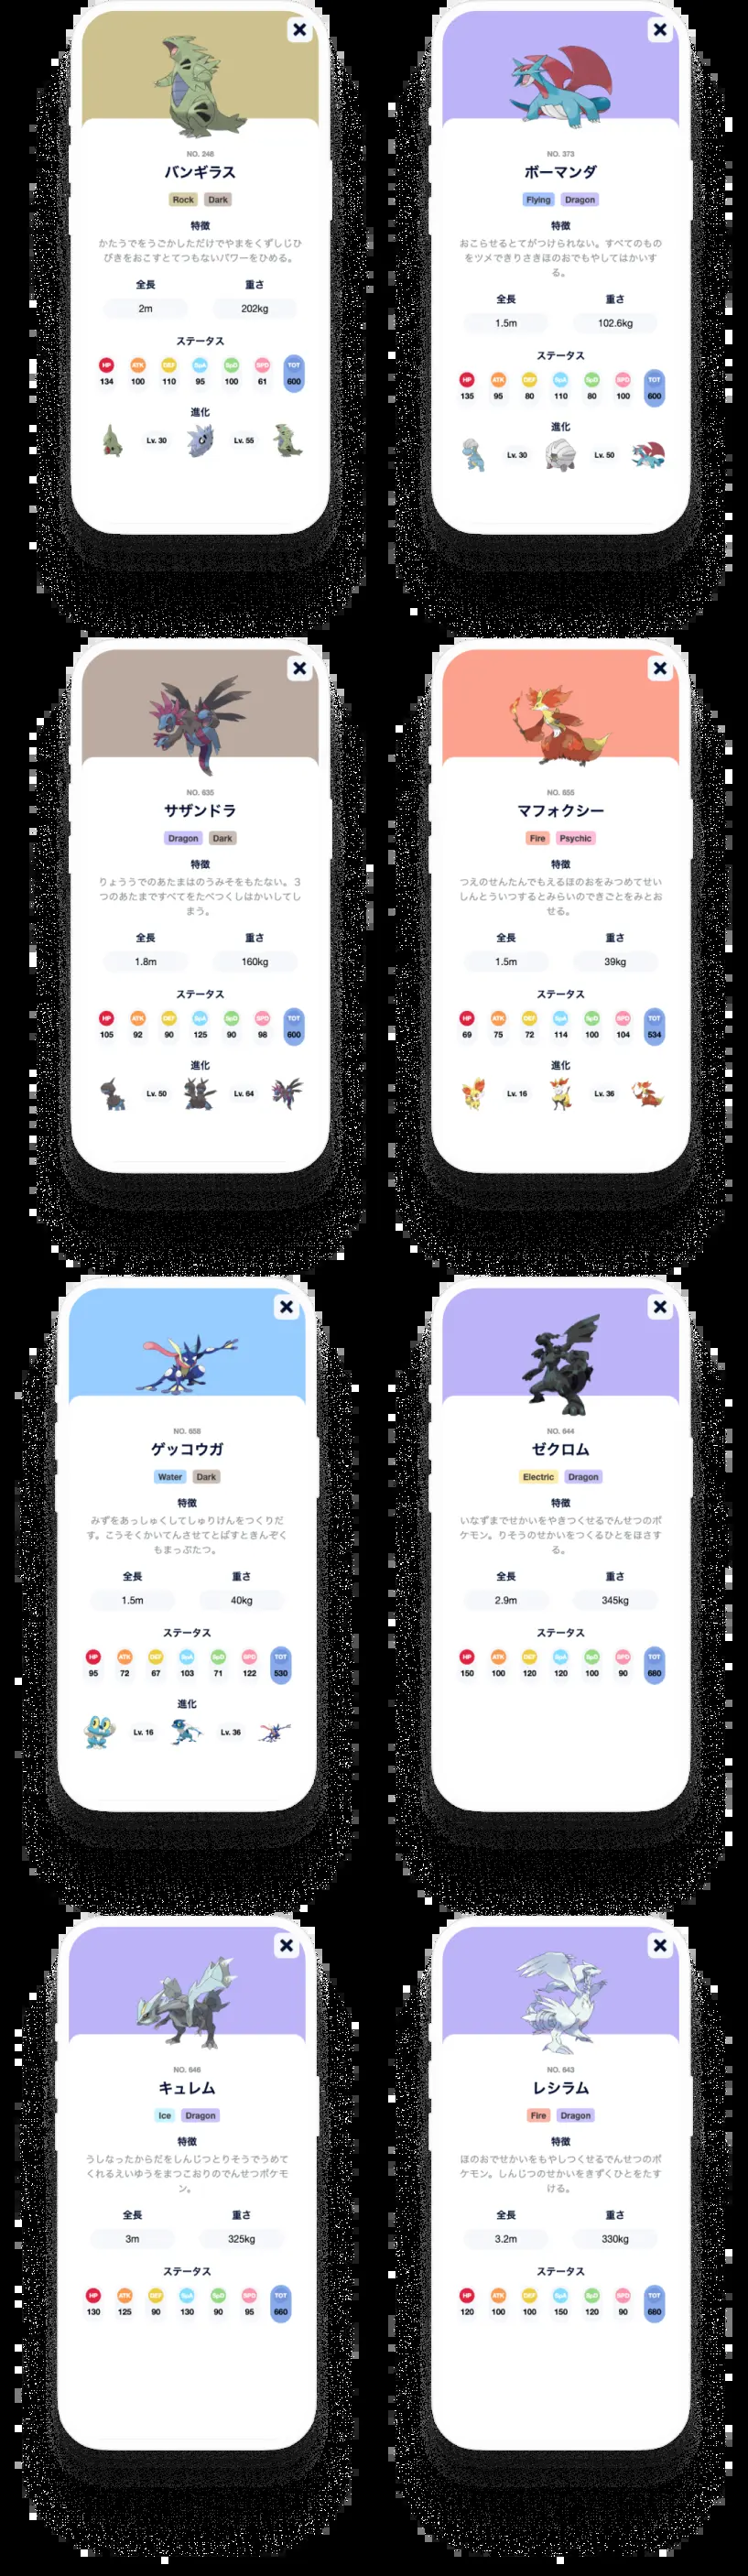 NO. 248
バンギラス
Rock Dark
特徴
かたうでをうごかしただけでやまをくずしじひ
びきをおこすとてつもないパワーをひめる。
全長 重さ
2m 202kg
ステータス
HP ATK DEF SpA SpD SPD TOT
134 100 110 95 100 61 600
進化
Lv. 30 Lv. 55
NO. 373
ボーマンダ
Flying Dragon
特徴
おこらせるとてがつけられない。すべてのもの
をツメできりさきほのおでもやしてはかいす
る。
全長 重さ
1.5m 102.6kg
ステータス
HP ATK DEF SpA SpD SPD TOT
135 95 80 110 80 100 600
進化
Lv. 30 Lv. 50
NO. 635
サザンドラ
Dragon Dark
特徴
りょううでのあたまはのうみそをもたない。3
つのあたまですべてをたべつくしはかいしてし
まう。
全長 重さ
1.8m 160kg
ステータス
HP ATK DEF SpA SpD SPD TOT
105 92 90 125 90 98 600
進化
Lv. 50 Lv. 64
NO. 655
マフォクシー
Fire Psychic
特徴
つえのせんたんでもえるほのおをみつめてせい
しんとういつするとみらいのできごとをみとお
せる。
全長 重さ
1.5m 39kg
ステータス
HP ATK DEF SpA SpD SPD TOT
69 75 72 114 100 104 534
進化
Lv. 16 Lv. 36
NO. 658
ゲッコウガ
Water Dark
特徴
みずをあっしゅくしてしゅりけんをつくりだ
す。こうそくかいてんさせてとばすときんぞく
もまっぷたつ。
全長 重さ
1.5m 40kg
ステータス
HP ATK DEF SpA SpD SPD TOT
95 72 67 103 71 122 530
進化
Lv. 16 Lv. 36
NO. 644
ゼクロム
Electric Dragon
特徴
いなずまでせかいをやきつくせるでんせつのポ
ケモン。りそうのせかいをつくるひとをほさす
る。
全長 重さ
2.9m 345kg
ステータス
HP ATK DEF SpA SpD SPD TOT
150 100 120 120 100 90 680
NO. 646
キュレム
Ice Dragon
特徴
うしなったからだをしんじつとりそうでうめて
くれるえいゆうをまつこおりのでんせつポケモ
ン。
全長 重さ
3m 325kg
ステータス
HP ATK DEF SpA SpD SPD TOT
130 125 90 130 90 95 660
NO. 643
レシラム
Fire Dragon
特徴
ほのおでせかいをもやしつくせるでんせつのポ
ケモン。しんじつのせかいをきずくひとをたす
ける。
全長 重さ
3.2m 330kg
ステータス
HP ATK DEF SpA SpD SPD TOT
120 100 100 150 120 90 680